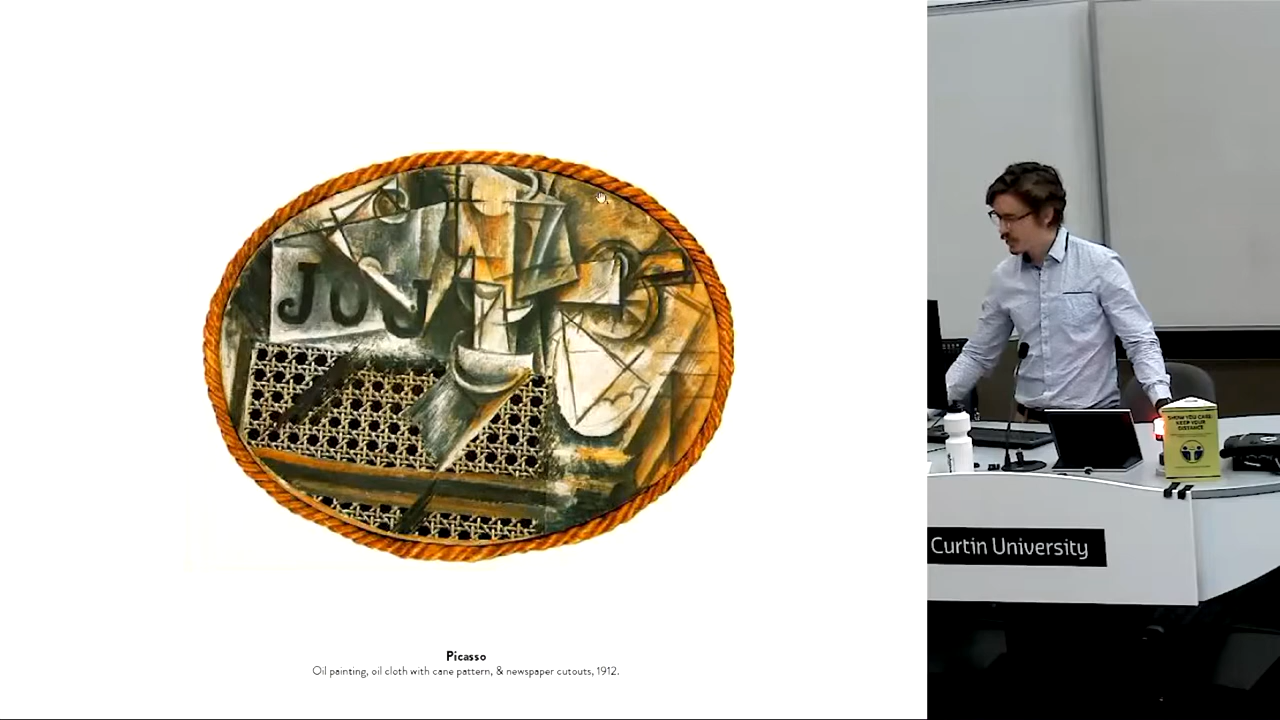 JOU
Picasso
Oil painting, oil cloth with cane pattern, & newspaper cutouts, 1912.
SHOW YOU CARE
KEEP YOUR
DISTANCE
Curtin University